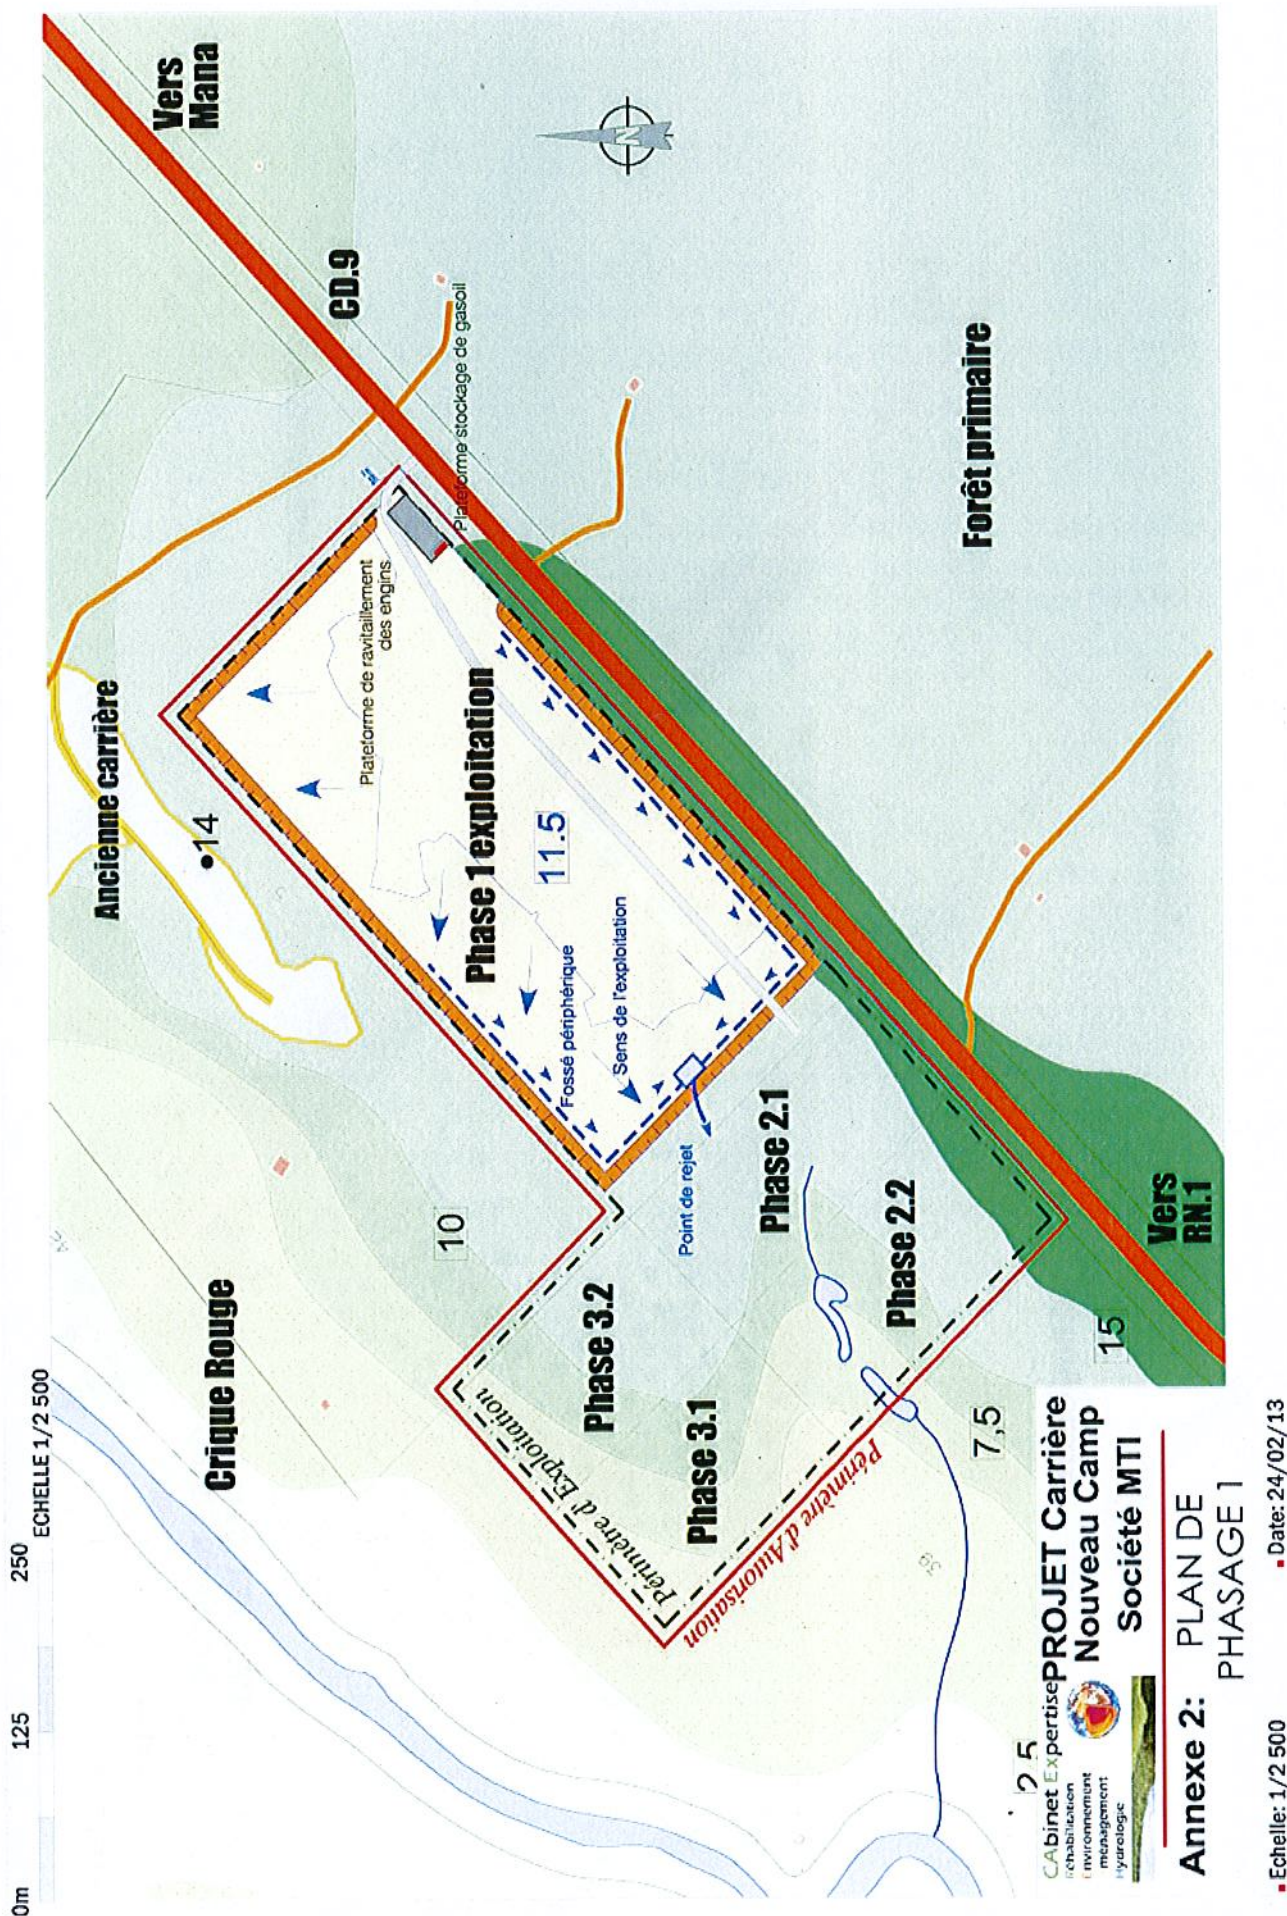 0m 125 250
ECHELLE 1/2 500
Crique Rouge
Ancienne carrière
14
Vers
Mana
CD.9
Plateforme stockage de gasoil
Plateforme de ravitaillement
des engins
Phase 1 exploitation
11.5
Fossé périphérique
Sens de l'exploitation
Point de rejet
10
42
N
Forêt primaire
Phase 2.1
Phase 2.2
Phase 3.2
Phase 3.1
Périmètre d'Exploitation
Périmètre d'Autorisation
39
7,5
15
2.5
Vers
RN.1
CAbinet Expertise
Réhabilitation
Environnement
menagement
Hydrologie
PROJET Carrière
Nouveau Camp
Société MTI
Annexe 2: PLAN DE
PHASAGE 1
Echelle: 1/2 500
Date: 24/02/13